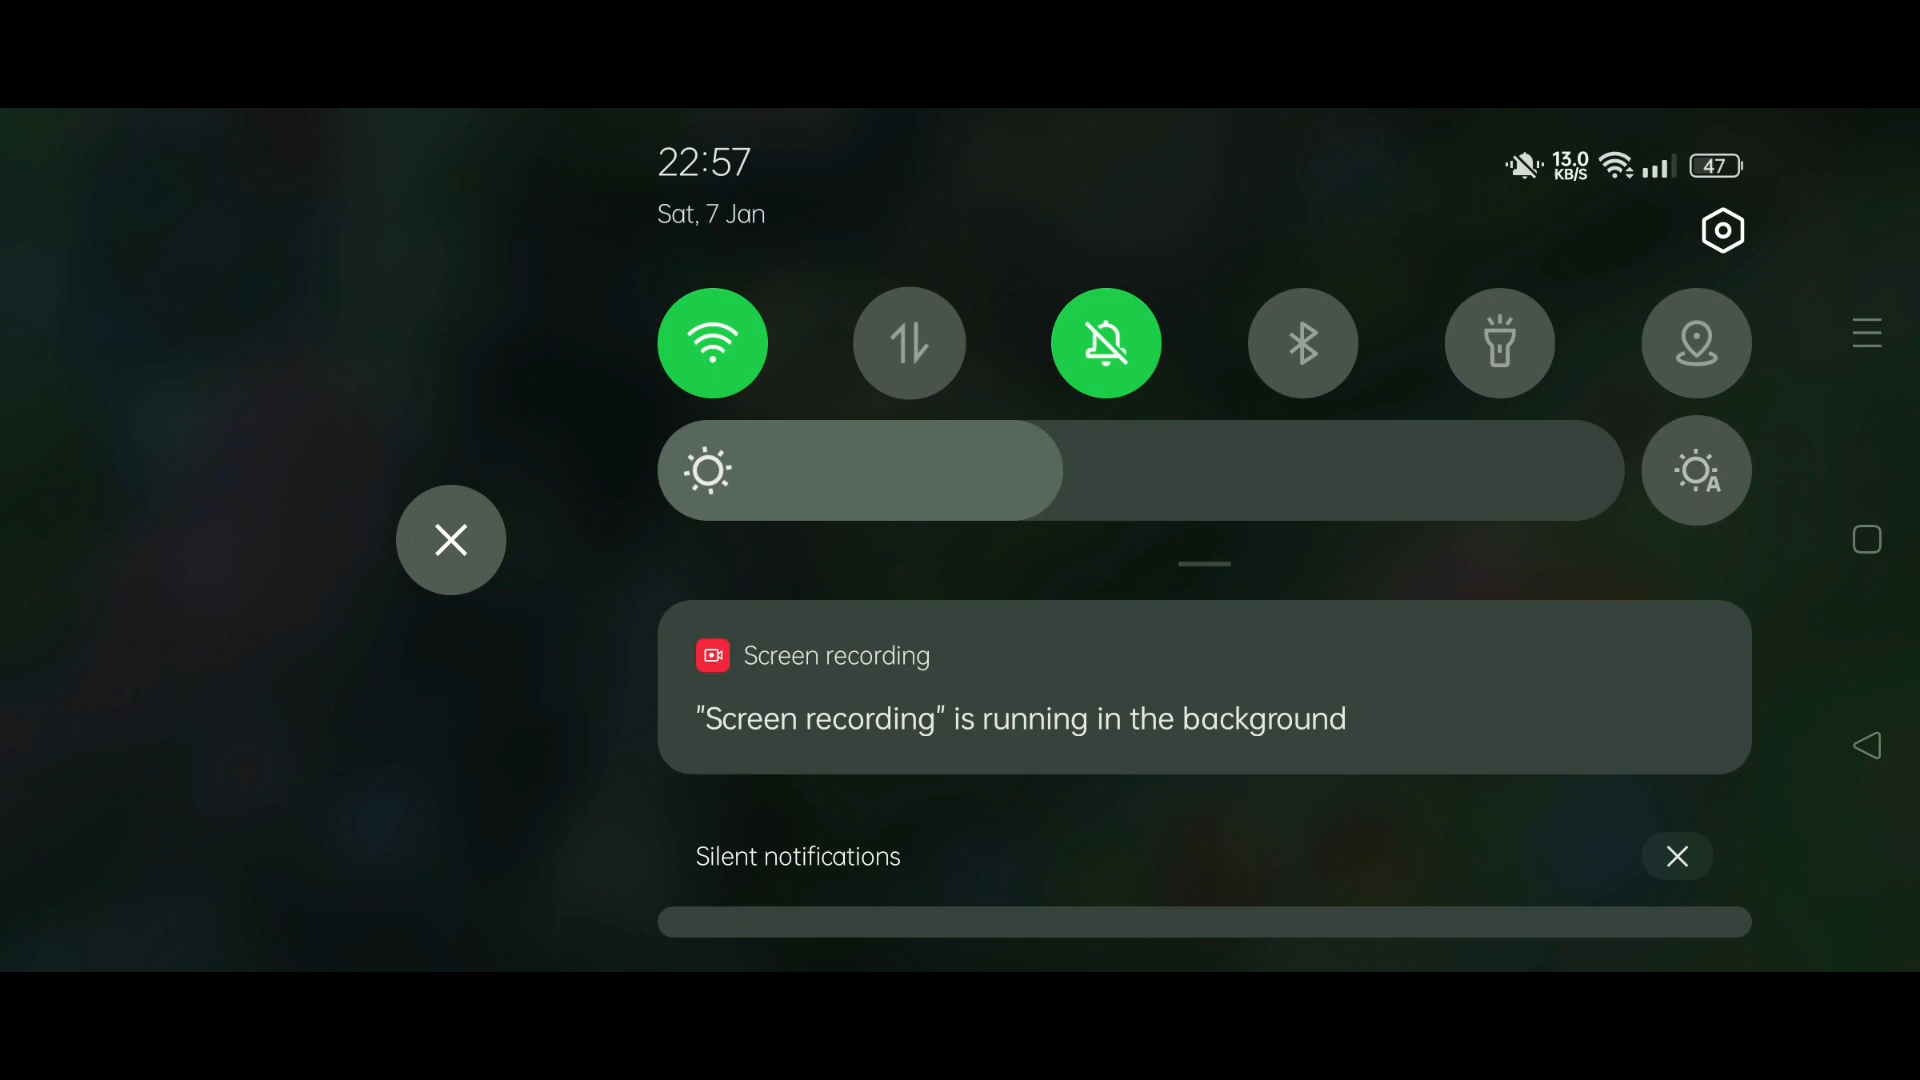 22:57
13.0
KB/S
47
Sat, 7 Jan
A
Screen recording
"Screen recording" is running in the background
Silent notifications